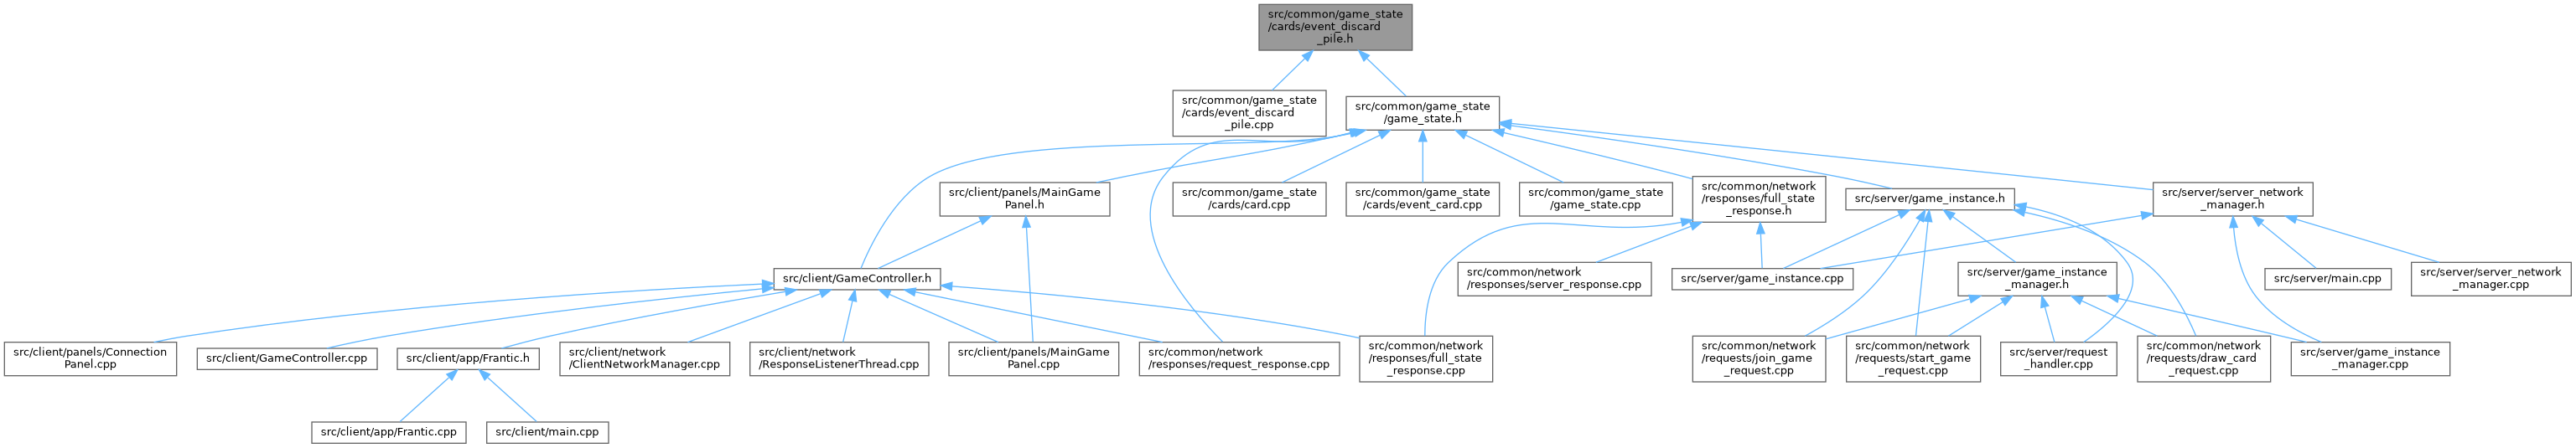 src/common/game_state
/cards/event_discard
_pile.h
src/common/game_state
/cards/event_discard
_pile.cpp
src/common/game_state
/game_state.h
src/client/panels/MainGame
Panel.h
src/common/game_state
/cards/card.cpp
src/common/game_state
/cards/event_card.cpp
src/common/game_state
/game_state.cpp
src/common/network
/responses/full_state
_response.h
src/server/game_instance.h
src/server/server_network
_manager.h
src/client/GameController.h
src/common/network
/responses/server_response.cpp
src/server/game_instance.cpp
src/server/game_instance
_manager.h
src/server/main.cpp
src/server/server_network
_manager.cpp
src/client/panels/Connection
Panel.cpp
src/client/GameController.cpp
src/client/app/Frantic.h
src/client/network
/ClientNetworkManager.cpp
src/client/network
/ResponseListenerThread.cpp
src/client/panels/MainGame
Panel.cpp
src/common/network
/responses/request_response.cpp
src/common/network
/responses/full_state
_response.cpp
src/common/network
/requests/join_game
_request.cpp
src/common/network
/requests/start_game
_request.cpp
src/server/request
_handler.cpp
src/common/network
/requests/draw_card
_request.cpp
src/server/game_instance
_manager.cpp
src/client/app/Frantic.cpp
src/client/main.cpp